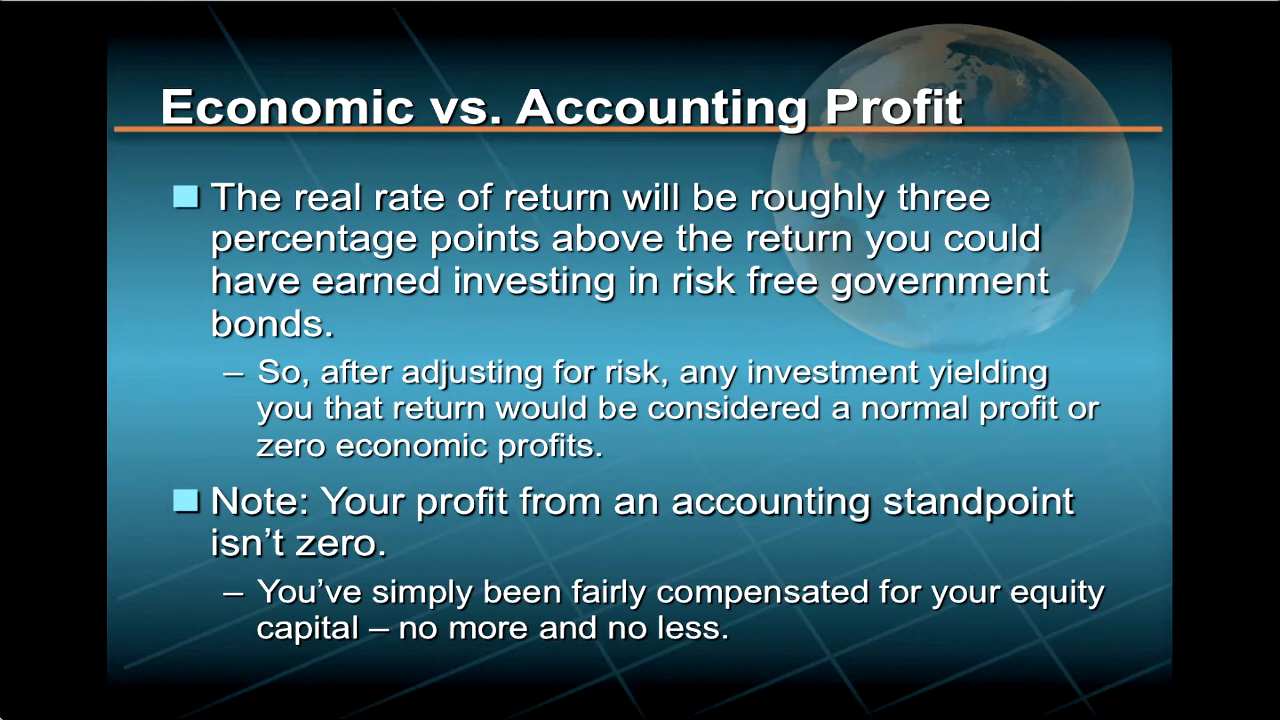 Economic vs. Accounting Profit
The real rate of return will be roughly three
percentage points above the return you could
have earned investing in risk free government
bonds.
– So, after adjusting for risk, any investment yielding
you that return would be considered a normal profit or
zero economic profits.
Note: Your profit from an accounting standpoint
isn’t zero.
– You’ve simply been fairly compensated for your equity
capital – no more and no less.